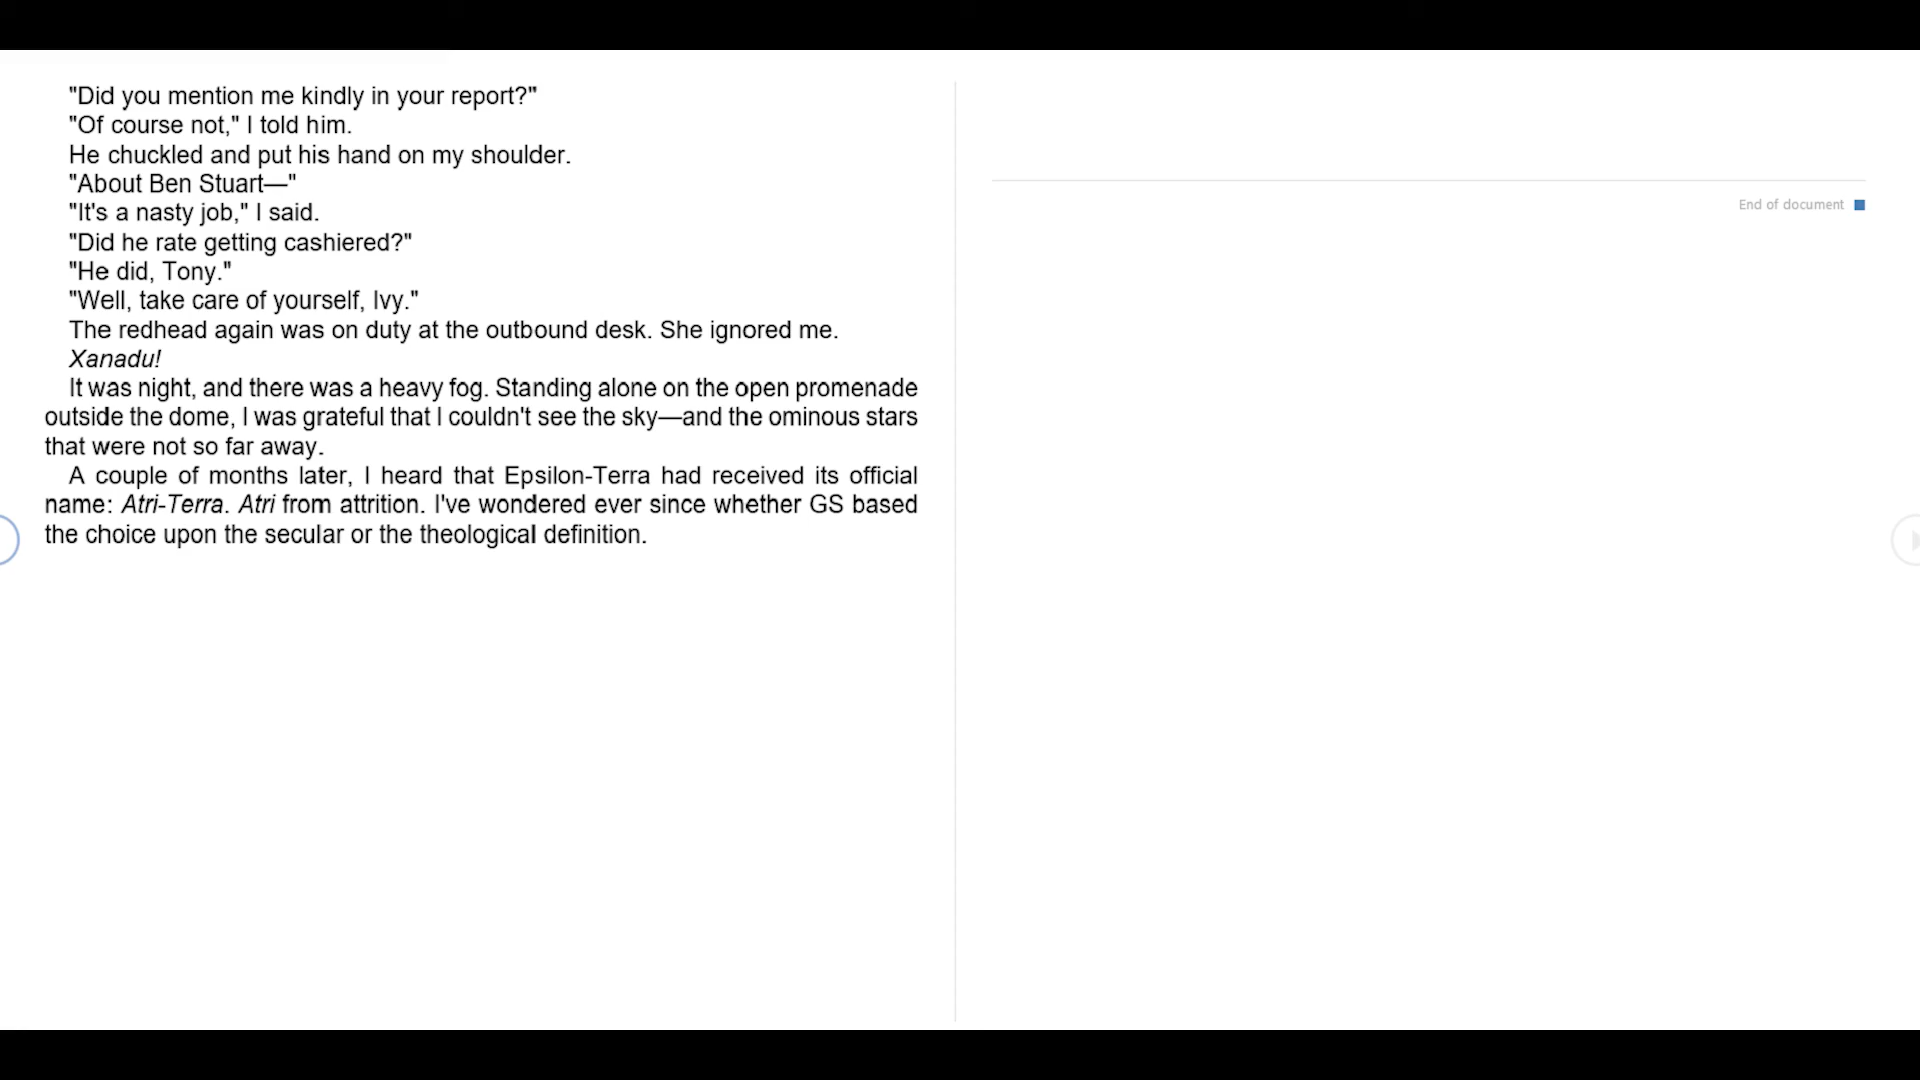 "Did you mention me kindly in your report?"
"Of course not," I told him.
He chuckled and put his hand on my shoulder.
"About Ben Stuart—"
"It's a nasty job," I said.
"Did he rate getting cashiered?"
"He did, Tony."
"Well, take care of yourself, Ivy."
The redhead again was on duty at the outbound desk. She ignored me.
Xanadu!
It was night, and there was a heavy fog. Standing alone on the open promenade
outside the dome, I was grateful that I couldn't see the sky—and the ominous stars
that were not so far away.
A couple of months later, I heard that Epsilon-Terra had received its official
name: Atri-Terra. Atri from attrition. I've wondered ever since whether GS based
the choice upon the secular or the theological definition.
End of document